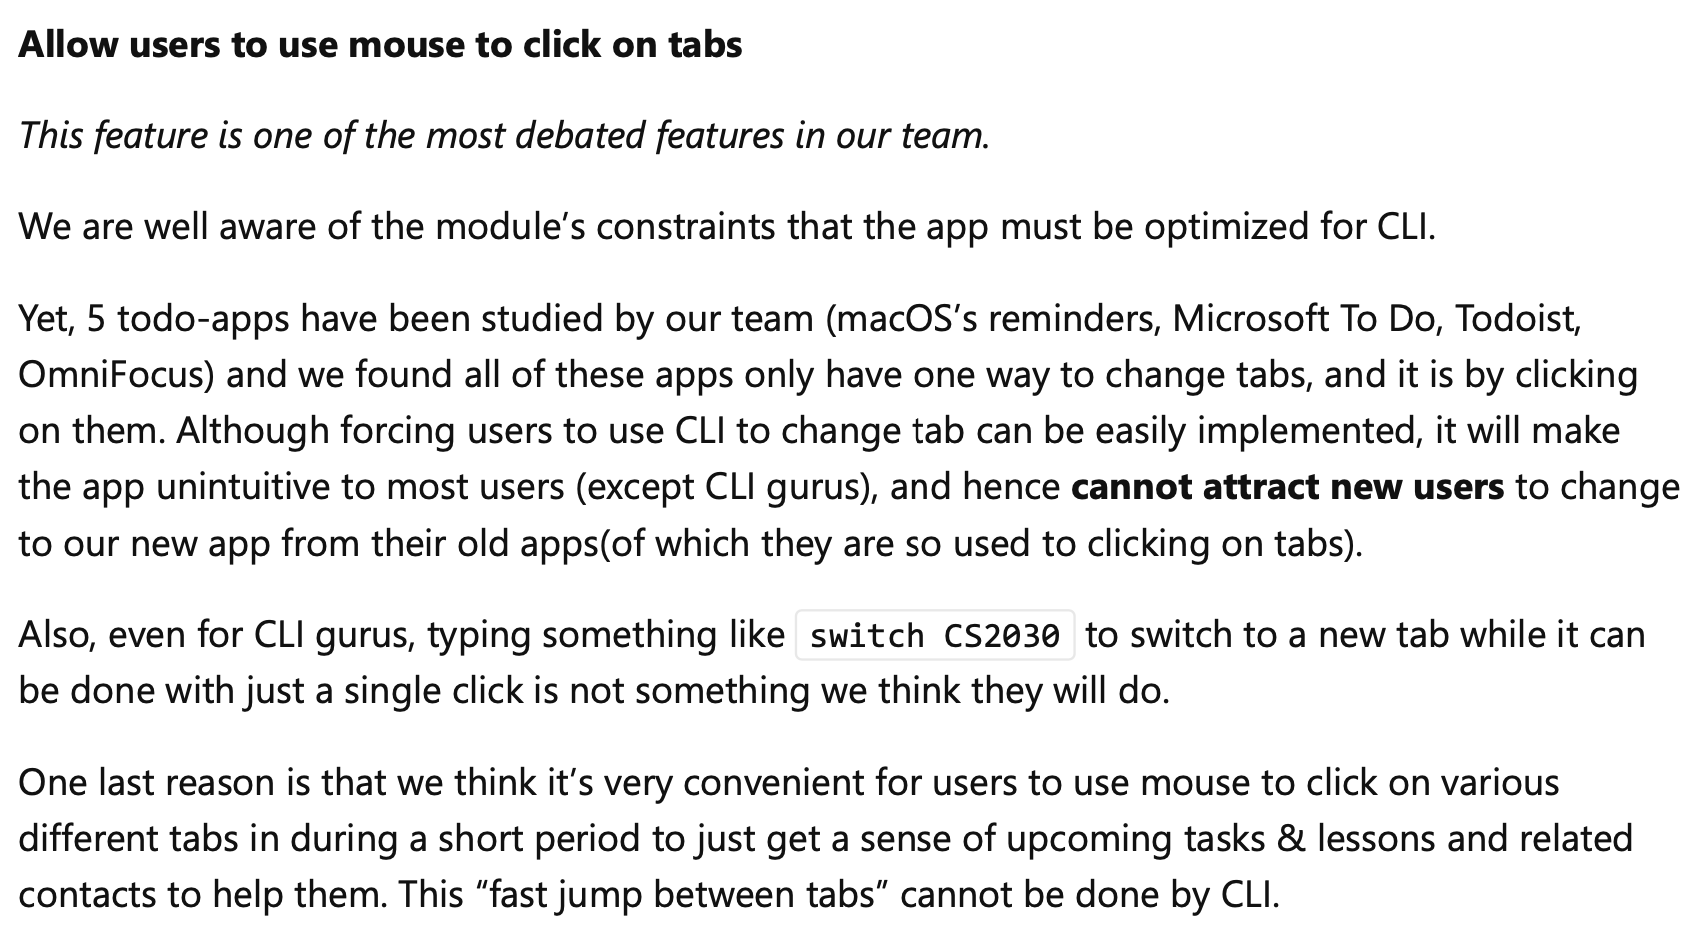 Allow users to use mouse to click on tabs
This feature is one of the most debated features in our team.
We are well aware of the module’s constraints that the app must be optimized for CLI.
Yet, 5 todo-apps have been studied by our team (macOS’s reminders, Microsoft To Do, Todoist,
OmniFocus) and we found all of these apps only have one way to change tabs, and it is by clicking
on them. Although forcing users to use CLI to change tab can be easily implemented, it will make
the app unintuitive to most users (except CLI gurus), and hence cannot attract new users to change
to our new app from their old apps(of which they are so used to clicking on tabs).
Also, even for CLI gurus, typing something like switch CS2030 to switch to a new tab while it can
be done with just a single click is not something we think they will do.
One last reason is that we think it’s very convenient for users to use mouse to click on various
different tabs in during a short period to just get a sense of upcoming tasks & lessons and related
contacts to help them. This “fast jump between tabs” cannot be done by CLI.